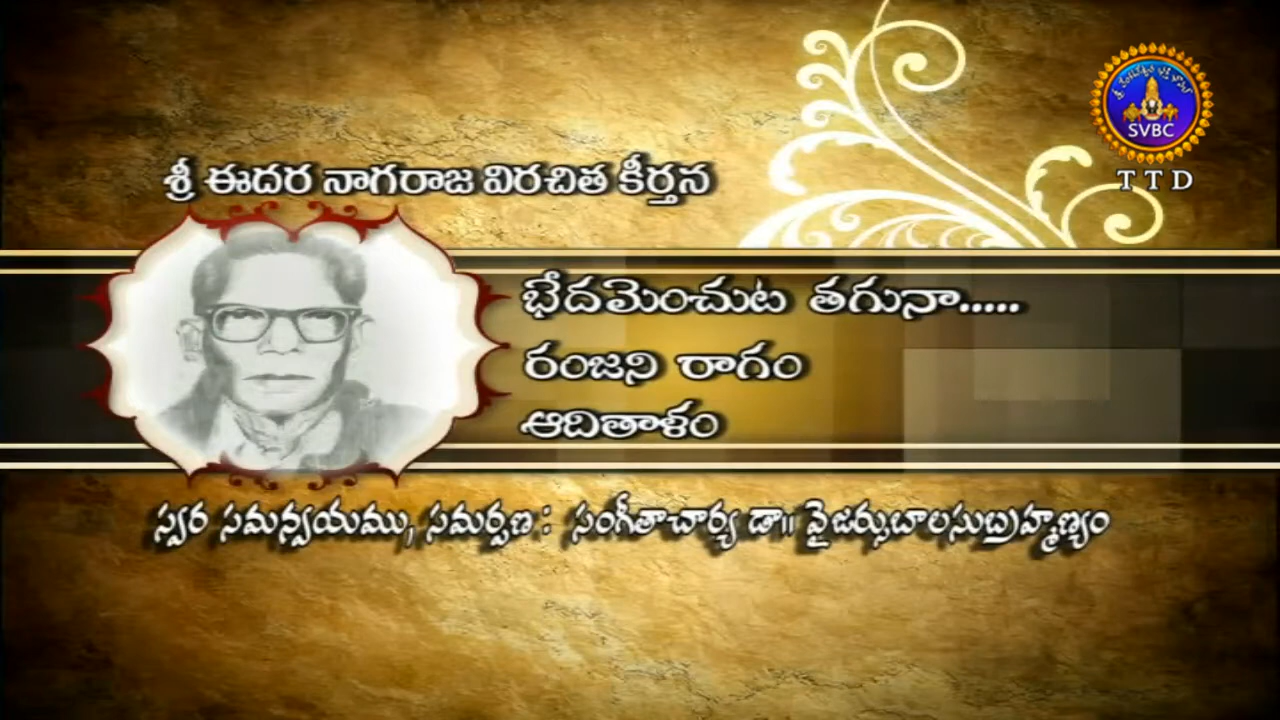 శ్రీ ఈదర నాగరాజ విరచిత కీర్తన
భేదమెంచుట తగునా.....
రంజని రాగం
ఆదితాళం
స్వర సమన్వయము, సమర్పణ : సంగీతాచార్య డా॥ వైజర్సుబాలసుబ్రహ్మణ్యం
SVBC
TTD